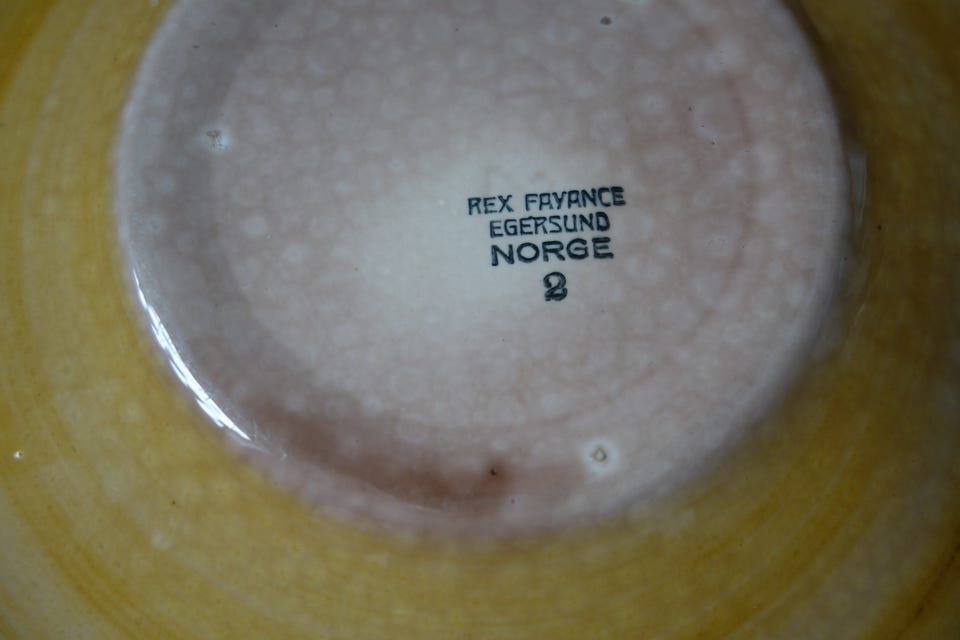 REX FAYANCE
EGERSUND
NORGE
2